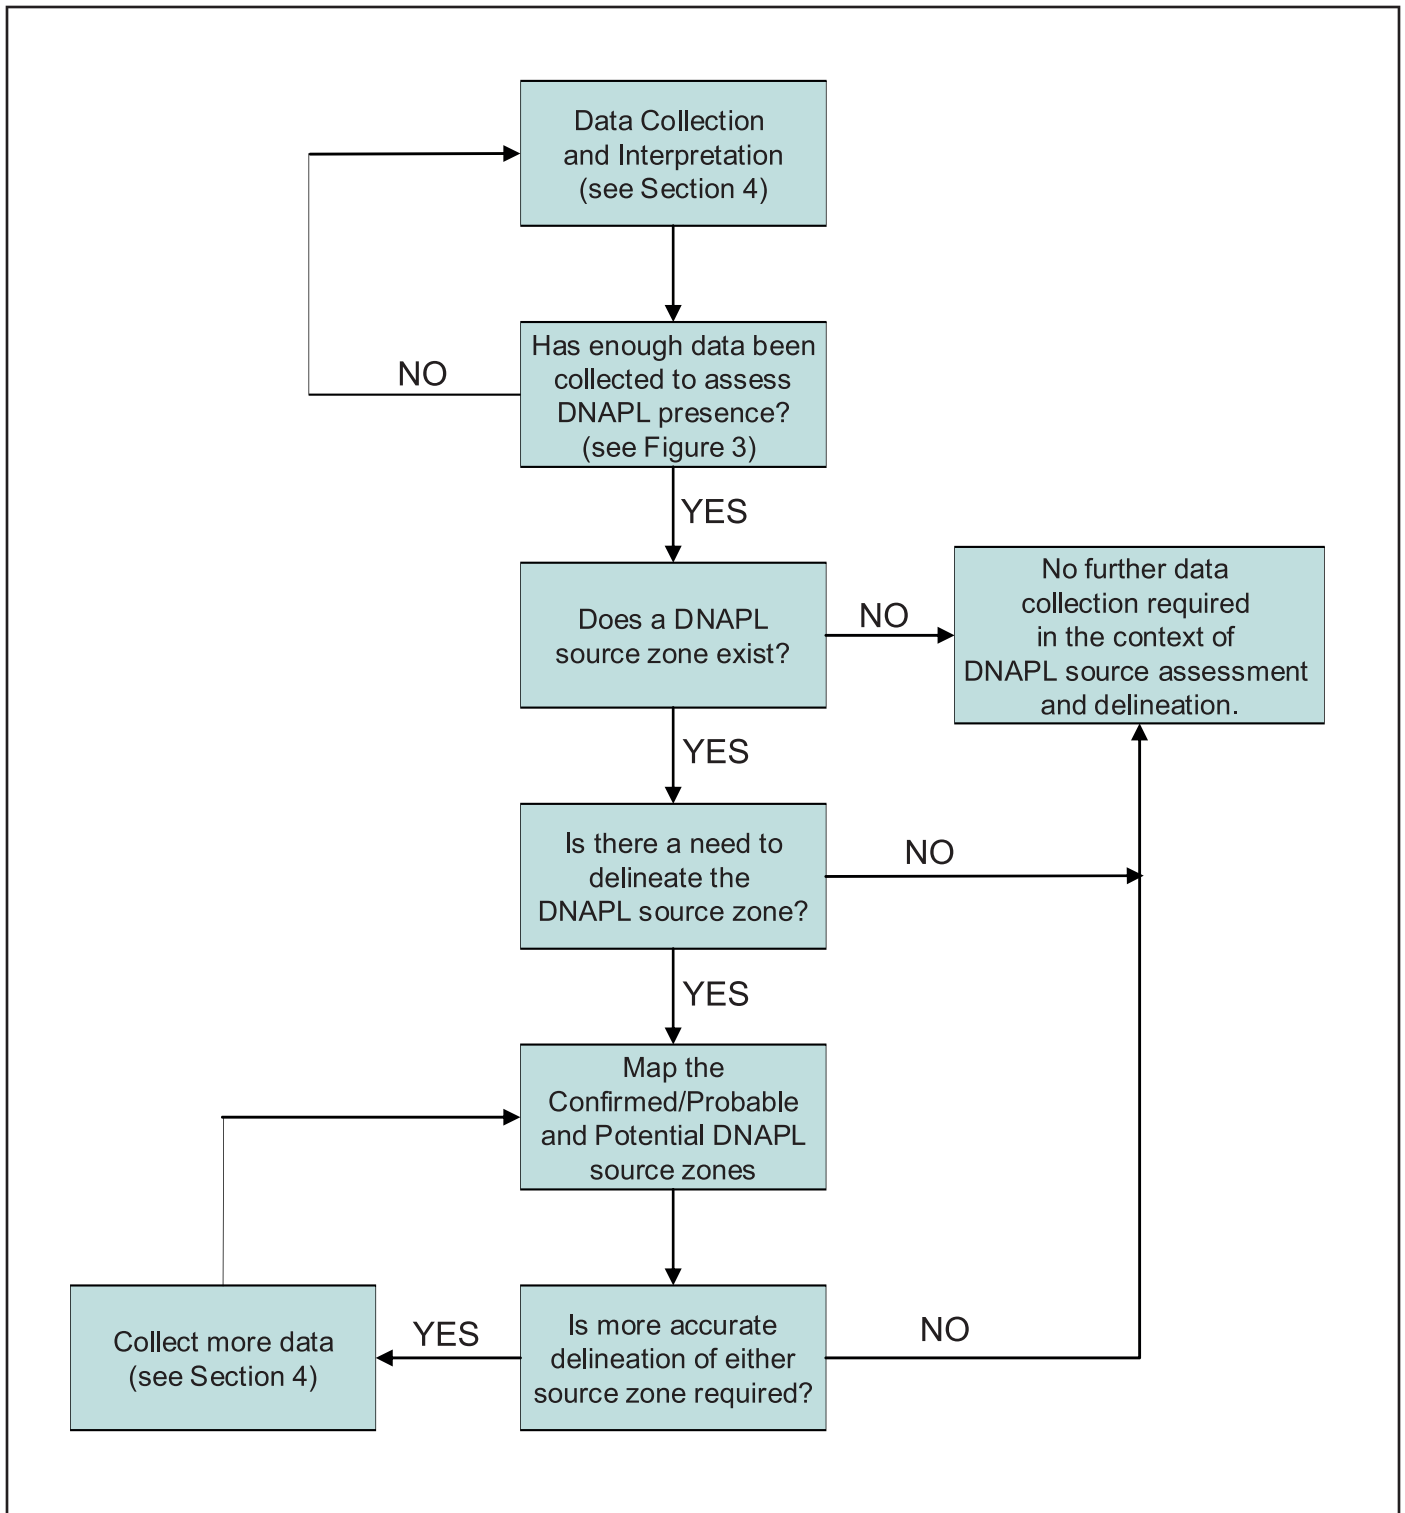 Data Collection
and Interpretation
(see Section 4)
Has enough data been
collected to assess
DNAPL presence?
(see Figure 3)
NO
YES
Does a DNAPL
source zone exist?
NO
No further data
collection required
in the context of
DNAPL source assessment
and delineation.
YES
Is there a need to
delineate the
DNAPL source zone?
NO
YES
Map the
Confirmed/Probable
and Potential DNAPL
source zones
Is more accurate
delineation of either
source zone required?
YES
NO
Collect more data
(see Section 4)